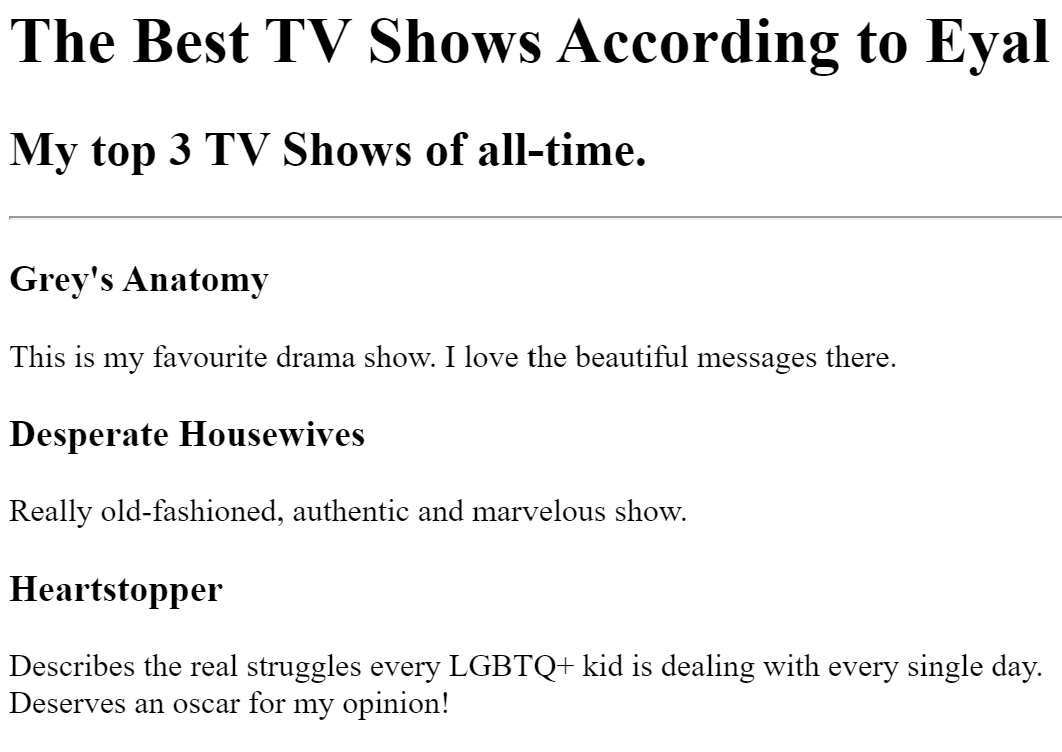 The Best TV Shows According to Eyal
My top 3 TV Shows of all-time.
Grey's Anatomy
This is my favourite drama show. I love the beautiful messages there.
Desperate Housewives
Really old-fashioned, authentic and marvelous show.
Heartstopper
Describes the real struggles every LGBTQ+ kid is dealing with every single day.
Deserves an oscar for my opinion!